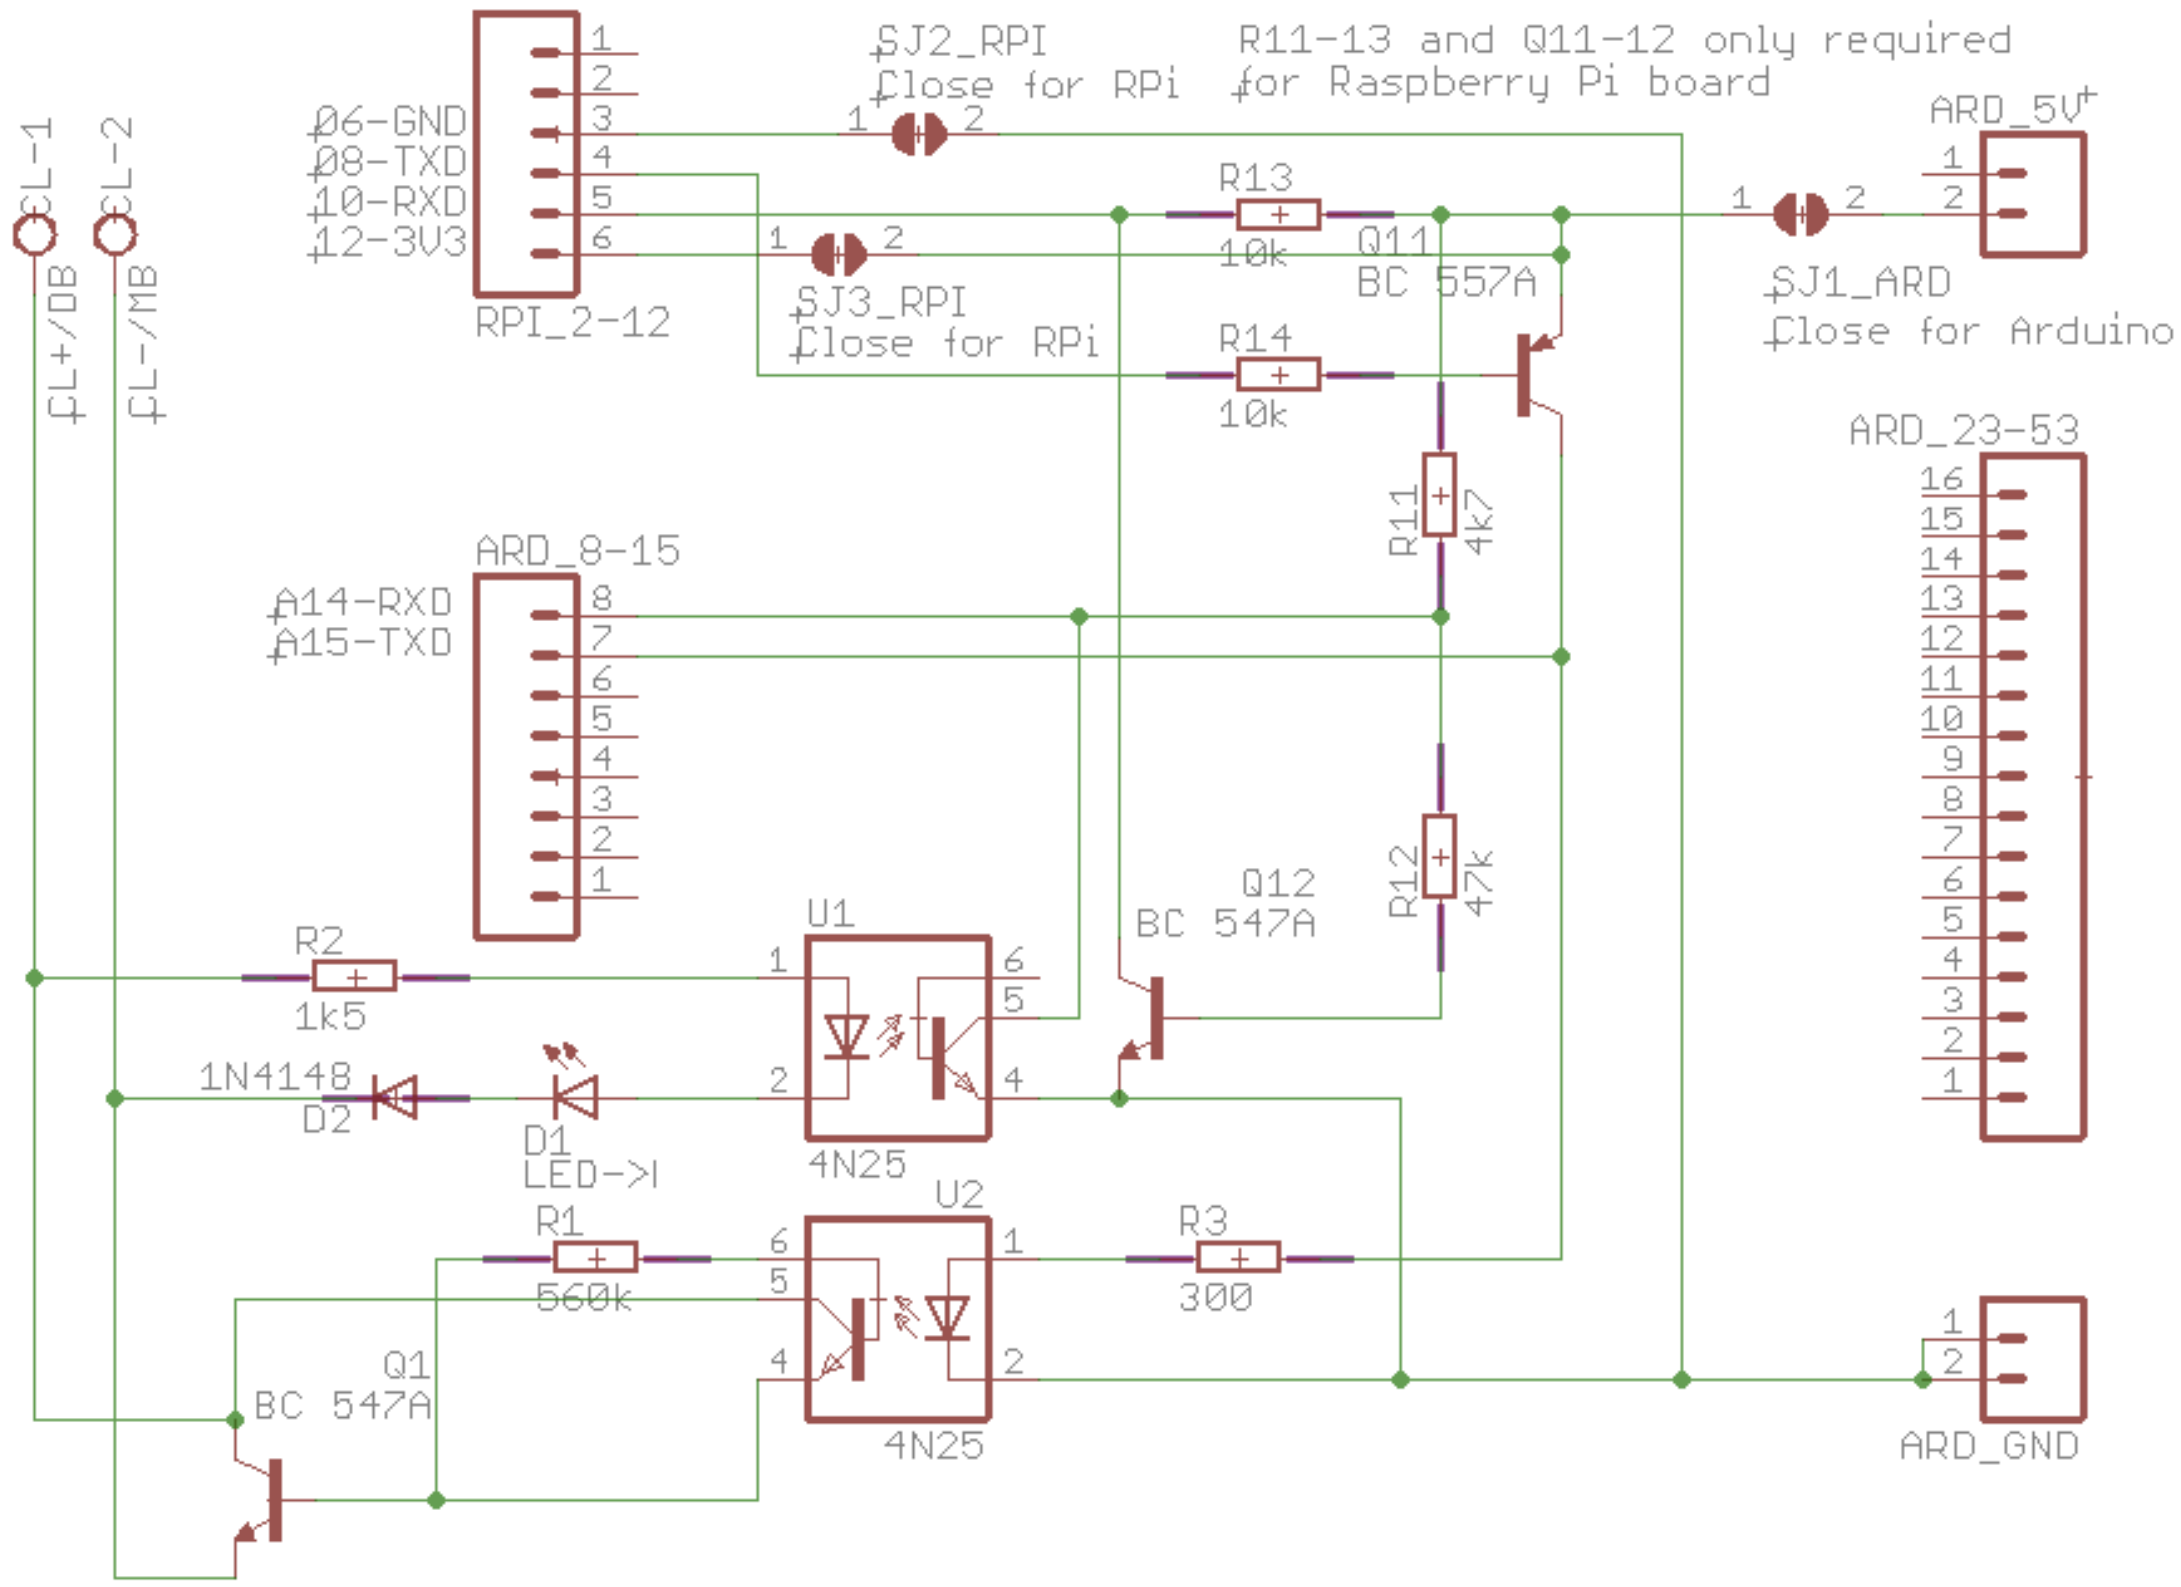 SJ2_RPI
Close for RPi
R11-13 and Q11-12 only required
for Raspberry Pi board
CL-1
CL-2
CL+/DB
CL-/MB
1
2
06-GND
3
08-TXD
4
10-RXD
5
12-3V3
6
RPI_2-12
1
2
1
2
SJ3_RPI
Close for RPi
R13
10k
Q11
BC 557A
R14
10k
1
2
ARD_5V
1
2
SJ1_ARD
Close for Arduino
R11
4k7
ARD_8-15
A14-RXD
8
A15-TXD
7
6
5
4
3
2
1
ARD_23-53
16
15
14
13
12
11
10
9
8
7
6
5
4
3
2
1
R12
47k
Q12
BC 547A
U1
1
2
6
5
4
4N25
R2
1k5
1N4148
D2
D1
LED->|
R1
560k
U2
6
5
4
1
2
4N25
R3
300
Q1
BC 547A
1
2
ARD_GND